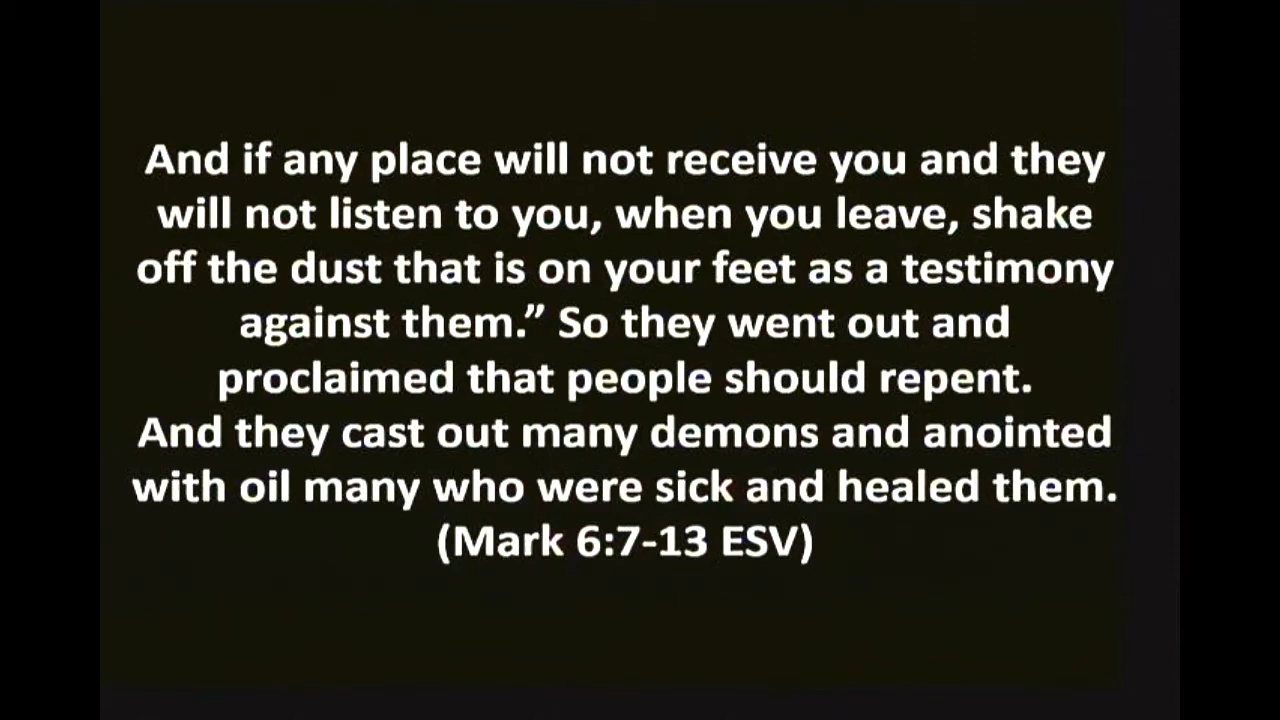 And if any place will not receive you and they
will not listen to you, when you leave, shake
off the dust that is on your feet as a testimony
against them.” So they went out and
proclaimed that people should repent.
And they cast out many demons and anointed
with oil many who were sick and healed them.
(Mark 6:7-13 ESV)